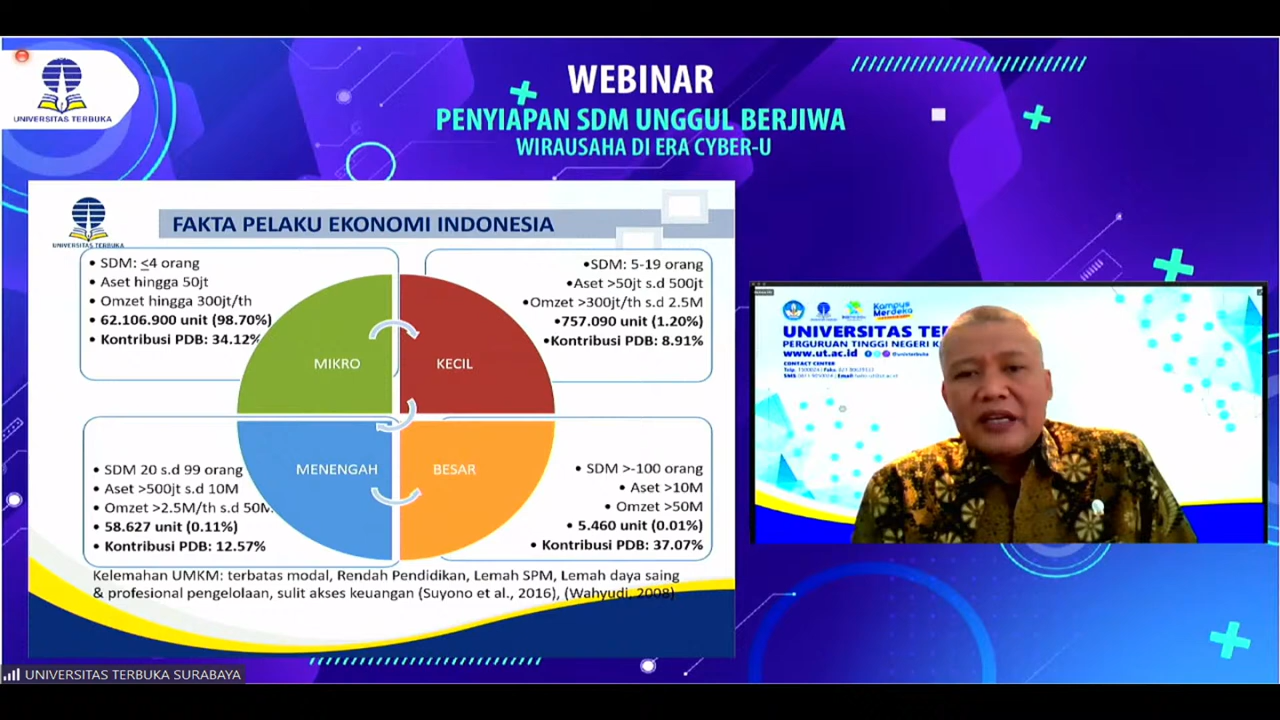 UNIVERSITAS TERBUKA
WEBINAR
PENYIAPAN SDM UNGGUL BERJIWA
WIRAUSAHA DI ERA CYBER-U
UNIVERSITAS TERBUKA
FAKTA PELAKU EKONOMI INDONESIA
• SDM: ≤4 orang
• Aset hingga 50jt
• Omzet hingga 300jt/th
• 62.106.900 unit (98.70%)
• Kontribusi PDB: 34.12%
MIKRO
•SDM: 5-19 orang
•Aset >50jt s.d 500jt
•Omzet >300jt/th s.d 2.5M
•757.090 unit (1.20%)
•Kontribusi PDB: 8.91%
KECIL
• SDM 20 s.d 99 orang
• Aset >500jt s.d 10M
• Omzet >2.5M/th s.d 50M
• 58.627 unit (0.11%)
• Kontribusi PDB: 12.57%
MENENGAH
• SDM >-100 orang
• Aset >10M
• Omzet >50M
• 5.460 unit (0.01%)
• Kontribusi PDB: 37.07%
BESAR
Kelemahan UMKM: terbatas modal, Rendah Pendidikan, Lemah SPM, Lemah daya saing
& profesional pengelolaan, sulit akses keuangan (Suyono et al., 2016), (Wahyudi, 2008)
Kampus
Merdeka
UNIVERSITAS TE
PERGURUAN TINGGI NEGERI K
www.ut.ac.id
CONTACT CENTER
UNIVERSITAS TERBUKA SURABAYA